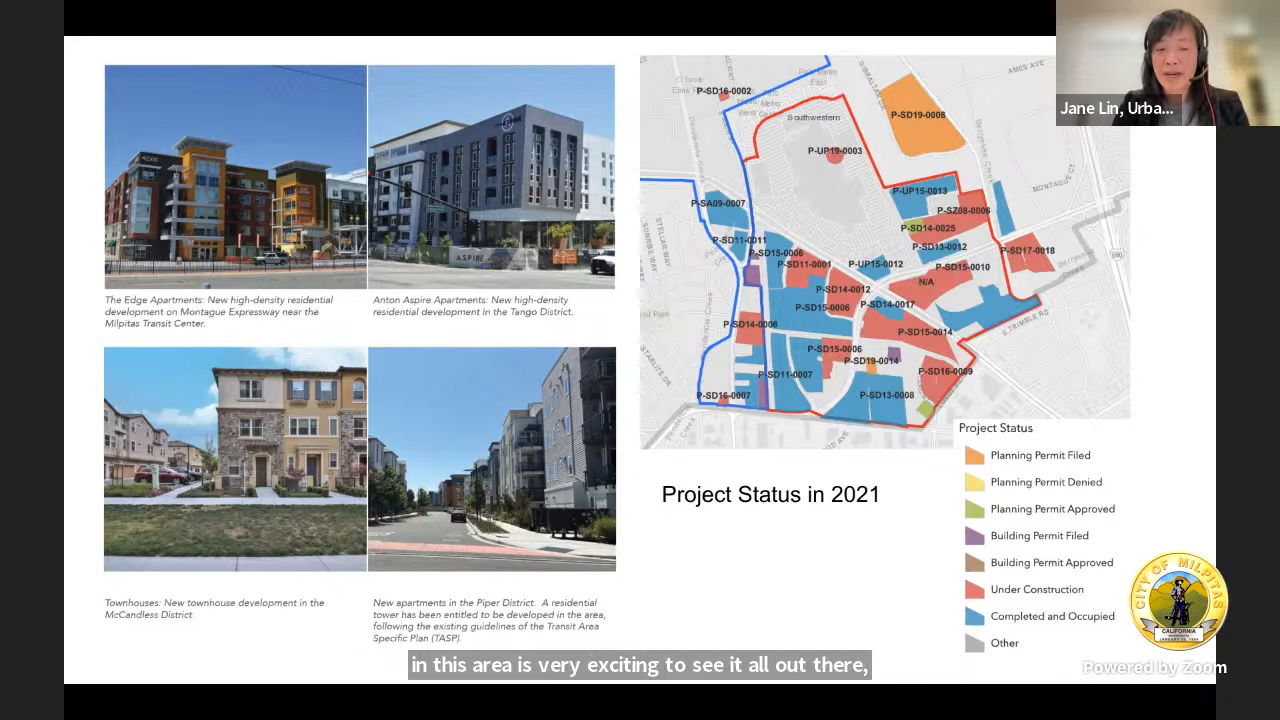 The Edge Apartments: New high-density residential
development on Montague Expressway near the
Milpitas Transit Center.
Anton Aspire Apartments: New high-density
residential development in the Tango District.
Townhouses: New townhouse development in the
McCandless District.
New apartments in the Piper District. A residential
tower has been entitled to be developed in the area,
following the existing guidelines of the Transit Area
Specific Plan (TASP)
ASPIRE
AMES AVE
P-SD16-0002
P-SD19-0008
Southwestern
P-UP19-0003
MONTAGUE CT
P-UP15-0013
P-SA09-0007
P-SZ08-0006
P-SD14-0025
P-SD11-0011
P-SD13-0012
P-SD17-0018
P-SD15-0006
P-SD11-0001
P-UP15-0012
P-SD15-0010
680
N/A
P-SD14-0012
P-SD15-0006
P-SD14-0017
E TRIMBLE RD
P-SD14-0006
P-SD15-0014
P-SD15-0006
P-SD19-0014
P-SD11-0007
P-SD16-0009
P-SD16-0007
P-SD13-0008
Project Status in 2021
Project Status
Planning Permit Filed
Planning Permit Denied
Planning Permit Approved
Building Permit Filed
Building Permit Approved
Under Construction
Completed and Occupied
Other
Jane Lin, Urba...
CITY OF MILPITAS
CALIFORNIA
Powered by Zoom
in this area is very exciting to see it all out there,